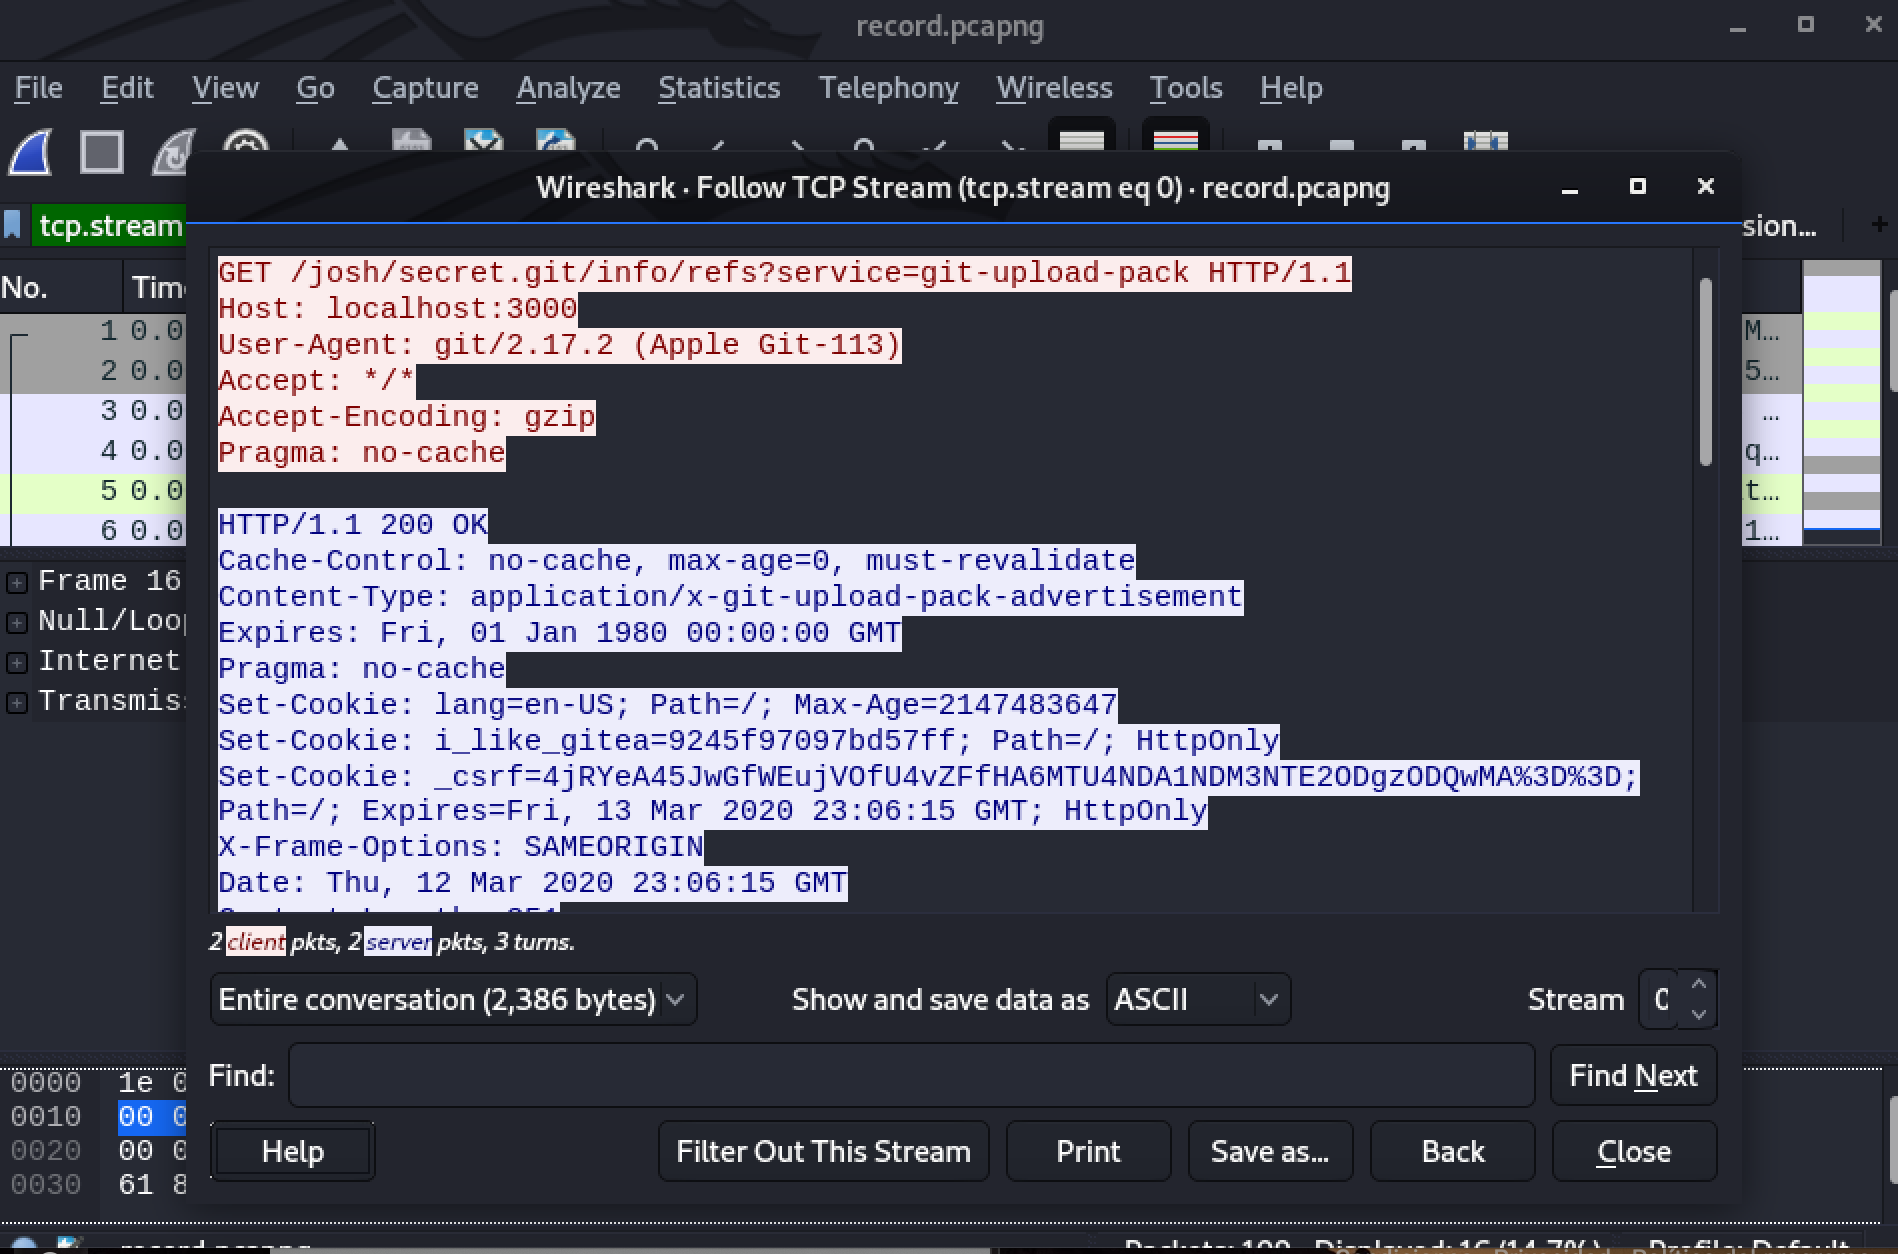 record.pcapng
File Edit View Go Capture Analyze Statistics Telephony Wireless Tools Help
Wireshark · Follow TCP Stream (tcp.stream eq 0) · record.pcapng
tcp.stream
sion... +
No. Time
1 0.0 M...
2 0.0 5...
3 0.0 ...
4 0.0 q...
5 0.0 t...
6 0.0 1...
GET /josh/secret.git/info/refs?service=git-upload-pack HTTP/1.1
Host: localhost:3000
User-Agent: git/2.17.2 (Apple Git-113)
Accept: */*
Accept-Encoding: gzip
Pragma: no-cache
HTTP/1.1 200 OK
Cache-Control: no-cache, max-age=0, must-revalidate
Content-Type: application/x-git-upload-pack-advertisement
Expires: Fri, 01 Jan 1980 00:00:00 GMT
Pragma: no-cache
Set-Cookie: lang=en-US; Path=/; Max-Age=2147483647
Set-Cookie: i_like_gitea=9245f97097bd57ff; Path=/; HttpOnly
Set-Cookie: _csrf=4jRYeA45JwGfWEujVOfU4vZFfHA6MTU4NDA1NDM3NTE2ODgzODQwMA%3D%3D;
Path=/; Expires=Fri, 13 Mar 2020 23:06:15 GMT; HttpOnly
X-Frame-Options: SAMEORIGIN
Date: Thu, 12 Mar 2020 23:06:15 GMT
Frame 16
Null/Loop
Internet
Transmis
2 client pkts, 2 server pkts, 3 turns.
Entire conversation (2,386 bytes) Show and save data as ASCII Stream 0
Find: Find Next
Help Filter Out This Stream Print Save as... Back Close
0000 1e 0
0010 00 0
0020 00 0
0030 61 8
record.pcapng Profile: Default